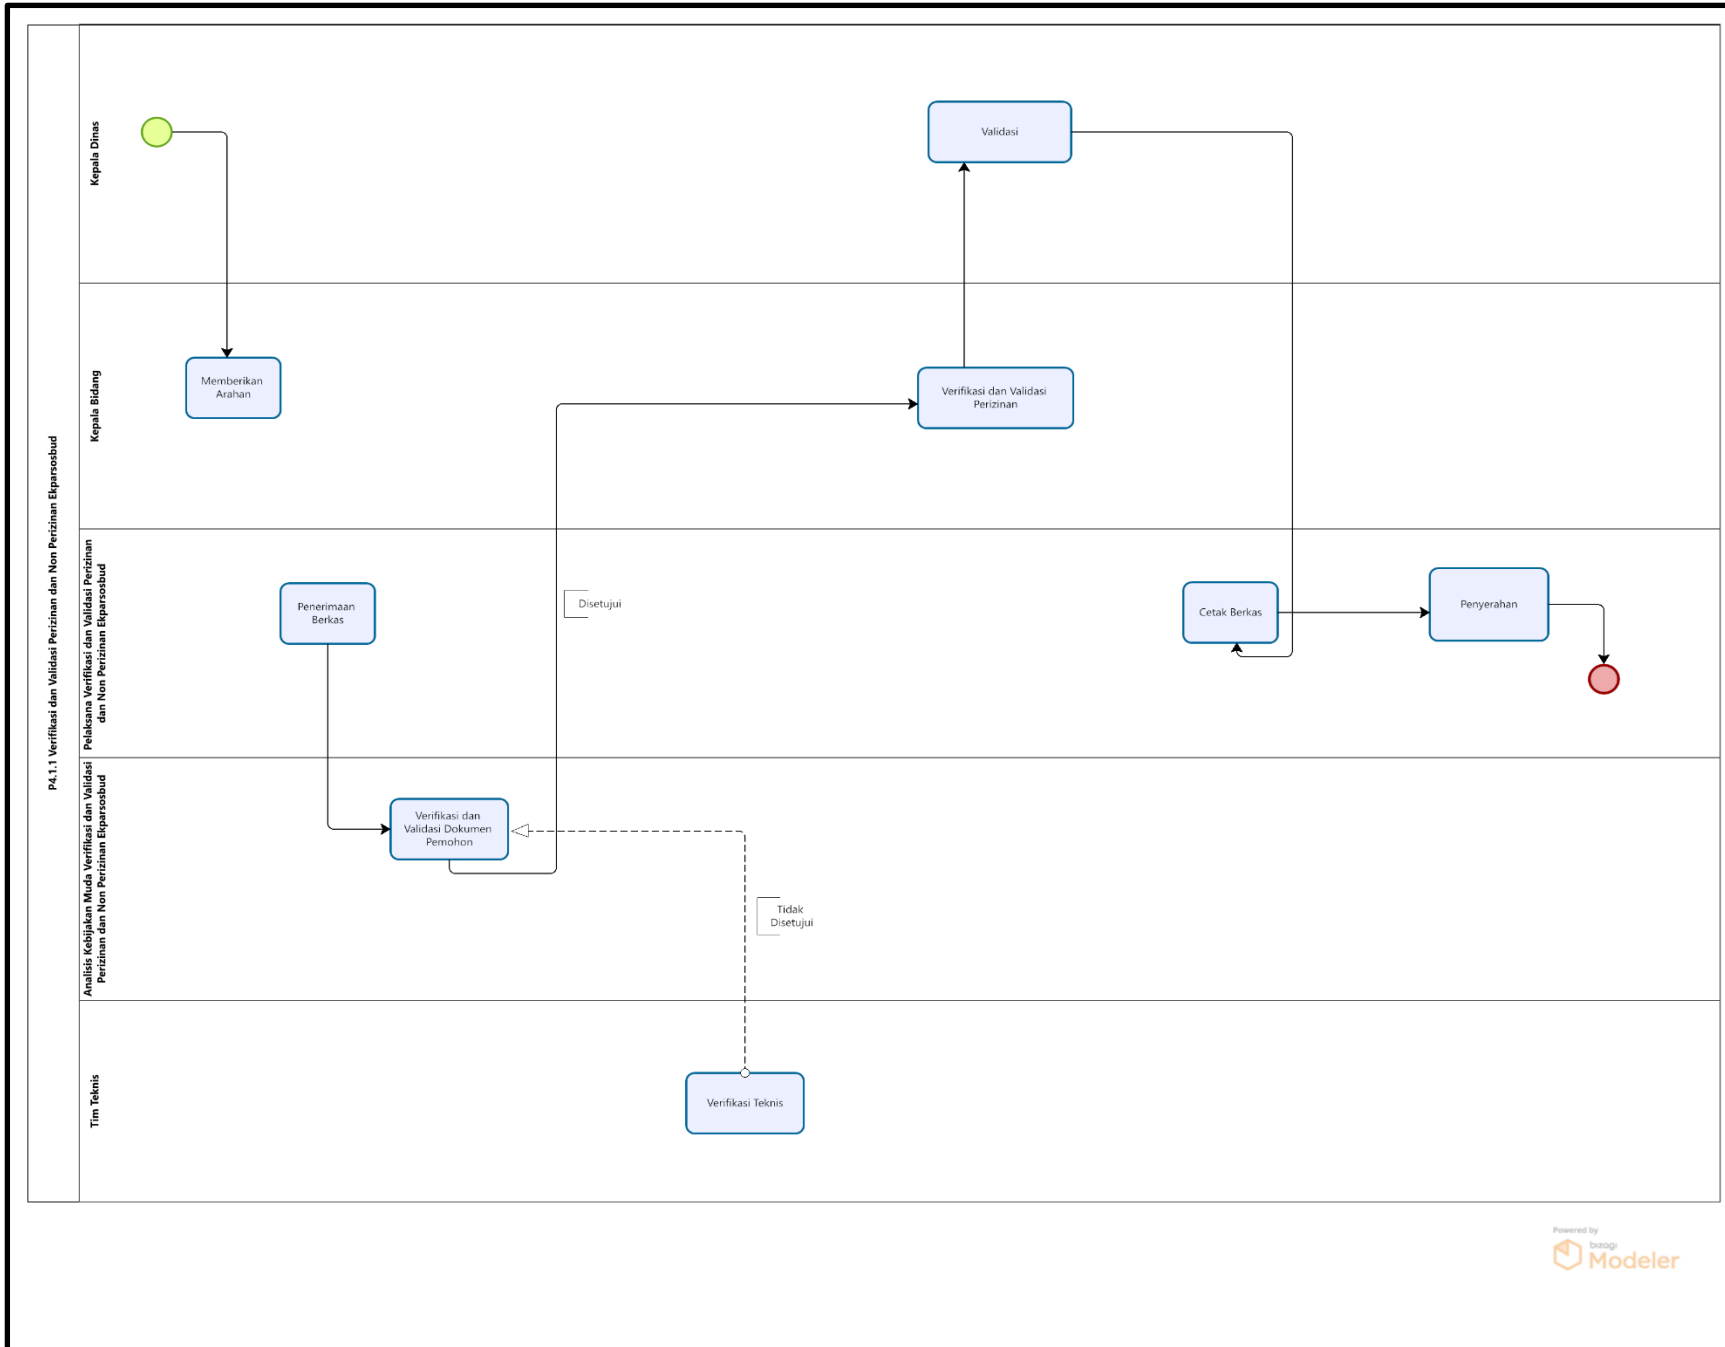 P4.1.1 Verifikasi dan Validasi Perizinan dan Non Perizinan Ekparsosbud
Kepala Dinas
Validasi
Kepala Bidang
Memberikan
Arahan
Verifikasi dan Validasi
Perizinan
Pelaksana Verifikasi dan Validasi Perizinan
dan Non Perizinan Ekparsosbud
Penerimaan
Berkas
Disetujui
Cetak Berkas
Penyerahan
Analisis Kebijakan Muda Verifikasi dan Validasi
Perizinan dan Non Perizinan Ekparsosbud
Verifikasi dan
Validasi Dokumen
Pemohon
Tidak
Disetujui
Tim Teknis
Verifikasi Teknis
Powered by
bizagi
Modeler